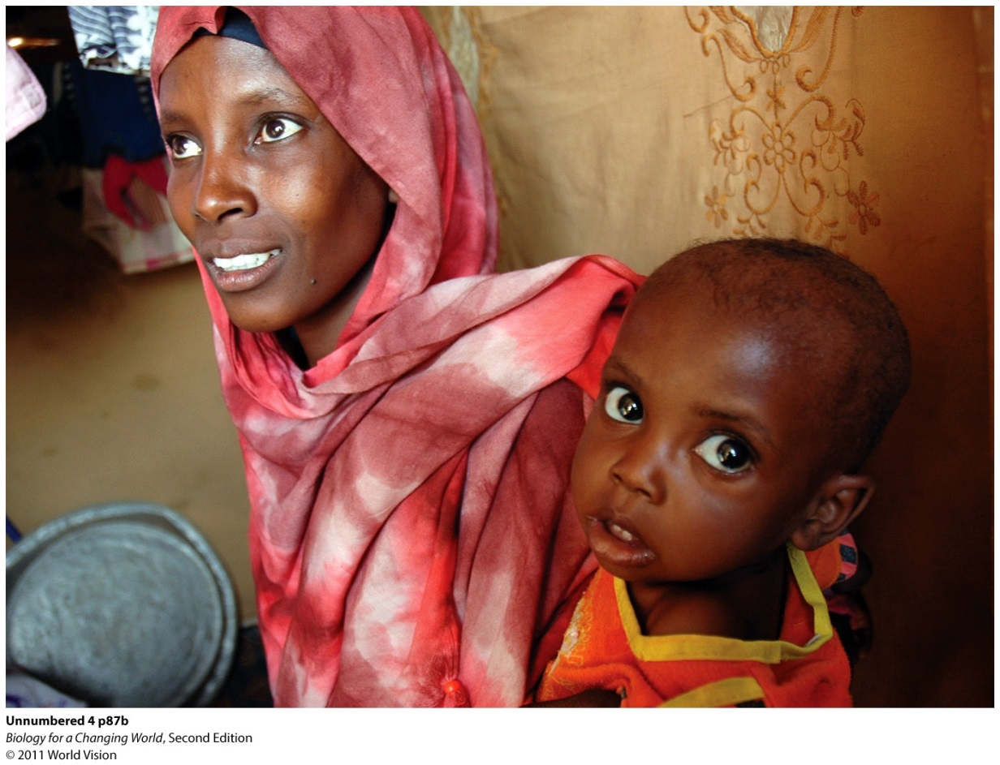 Unnumbered 4 p87b
Biology for a Changing World, Second Edition
© 2011 World Vision